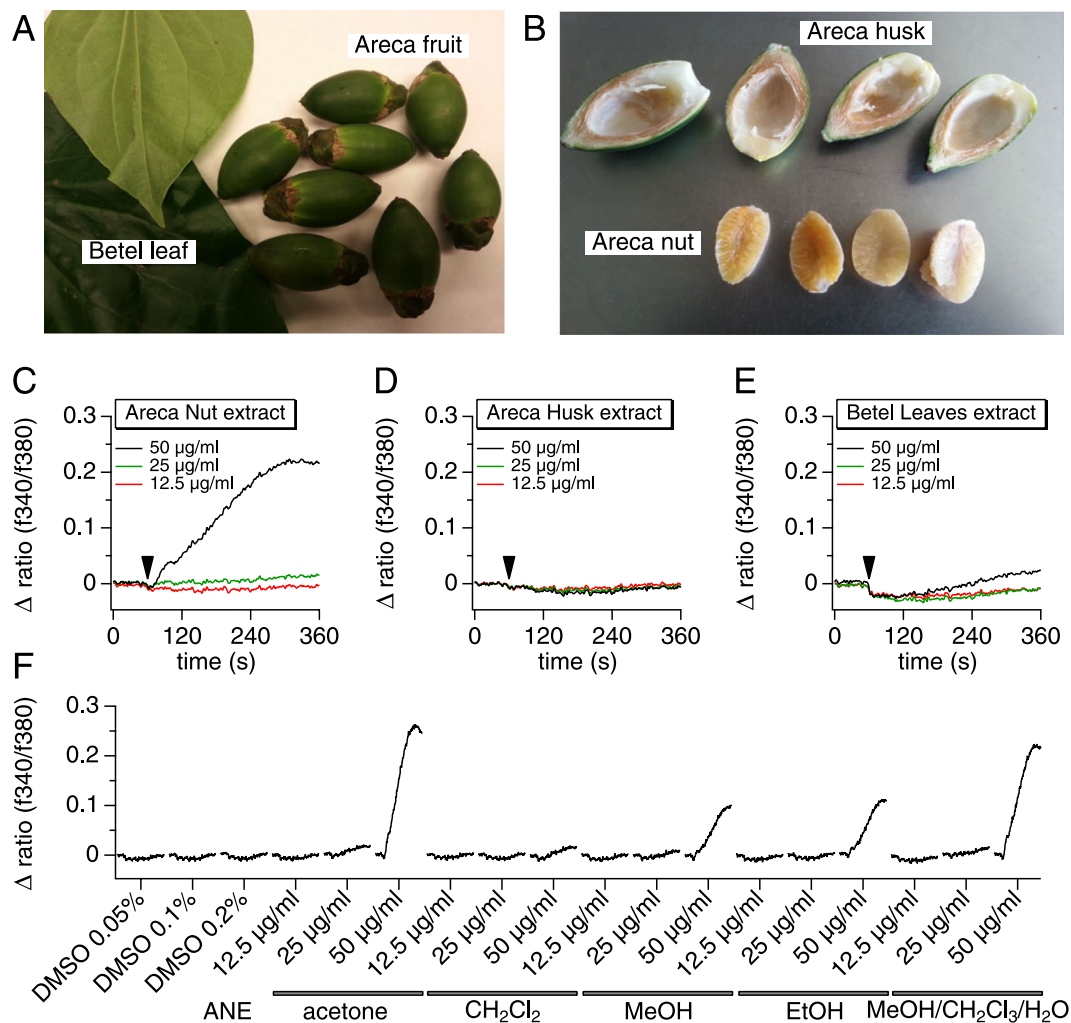 A
Areca fruit
Betel leaf
B
Areca husk
Areca nut
C
Δ ratio (f340/f380)
0.3
0.2
0.1
0
Areca Nut extract
50 µg/ml
25 µg/ml
12.5 µg/ml
0 120 240 360
time (s)
D
Δ ratio (f340/f380)
0.3
0.2
0.1
0
Areca Husk extract
50 µg/ml
25 µg/ml
12.5 µg/ml
0 120 240 360
time (s)
E
Δ ratio (f340/f380)
0.3
0.2
0.1
0
Betel Leaves extract
50 µg/ml
25 µg/ml
12.5 µg/ml
0 120 240 360
time (s)
F
Δ ratio (f340/f380)
0.3
0.2
0.1
0
DMSO 0.05%
DMSO 0.1%
DMSO 0.2%
12.5 µg/ml
25 µg/ml
50 µg/ml
12.5 µg/ml
25 µg/ml
50 µg/ml
12.5 µg/ml
25 µg/ml
50 µg/ml
12.5 µg/ml
25 µg/ml
50 µg/ml
12.5 µg/ml
25 µg/ml
50 µg/ml
ANE acetone CH₂Cl₂ MeOH EtOH MeOH/CH₂Cl₃/H₂O